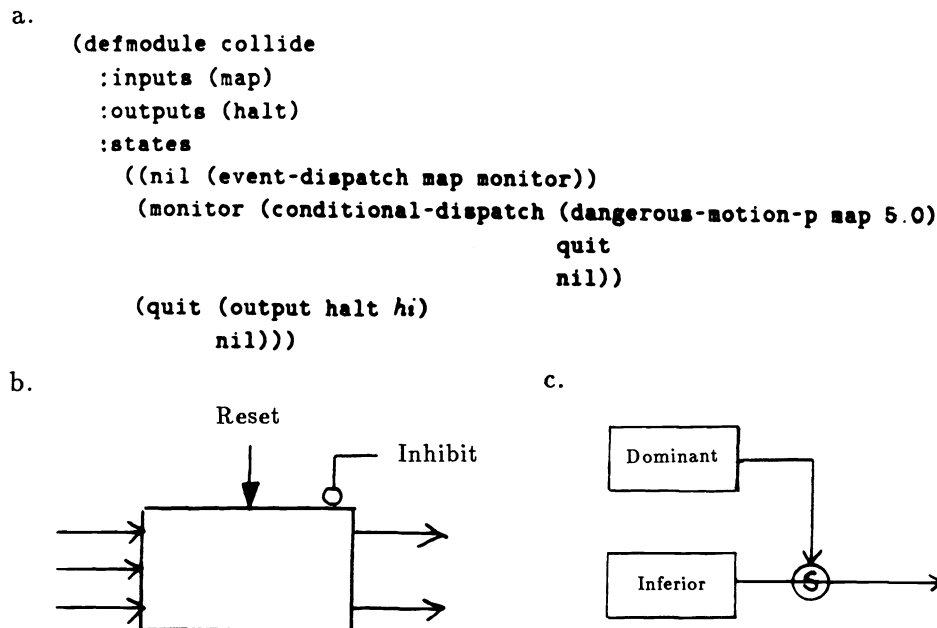 a.
(defmodule collide
:inputs (map)
:outputs (halt)
:states
((nil (event-dispatch map monitor))
(monitor (conditional-dispatch (dangerous-motion-p map 5.0)
quit
nil))
(quit (output halt hi)
nil)))
b.
c.
Reset
Inhibit
Dominant
Inferior
S